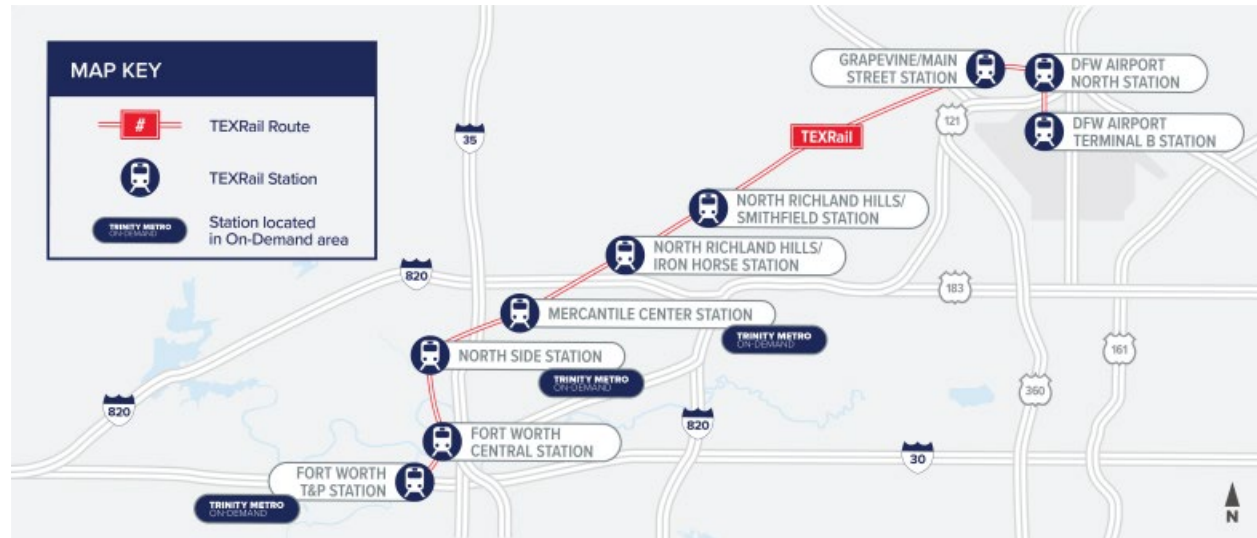 MAP KEY
#
TEXRail Route
TEXRail Station
TRINITY METRO
ON-DEMAND
Station located
in On-Demand area
35
820
820
GRAPEVINE/MAIN
STREET STATION
DFW AIRPORT
NORTH STATION
121
DFW AIRPORT
TERMINAL B STATION
TEXRail
NORTH RICHLAND HILLS/
SMITHFIELD STATION
NORTH RICHLAND HILLS/
IRON HORSE STATION
183
MERCANTILE CENTER STATION
TRINITY METRO
ON-DEMAND
NORTH SIDE STATION
TRINITY METRO
ON-DEMAND
161
360
820
FORT WORTH
CENTRAL STATION
30
FORT WORTH
T&P STATION
TRINITY METRO
ON-DEMAND
N